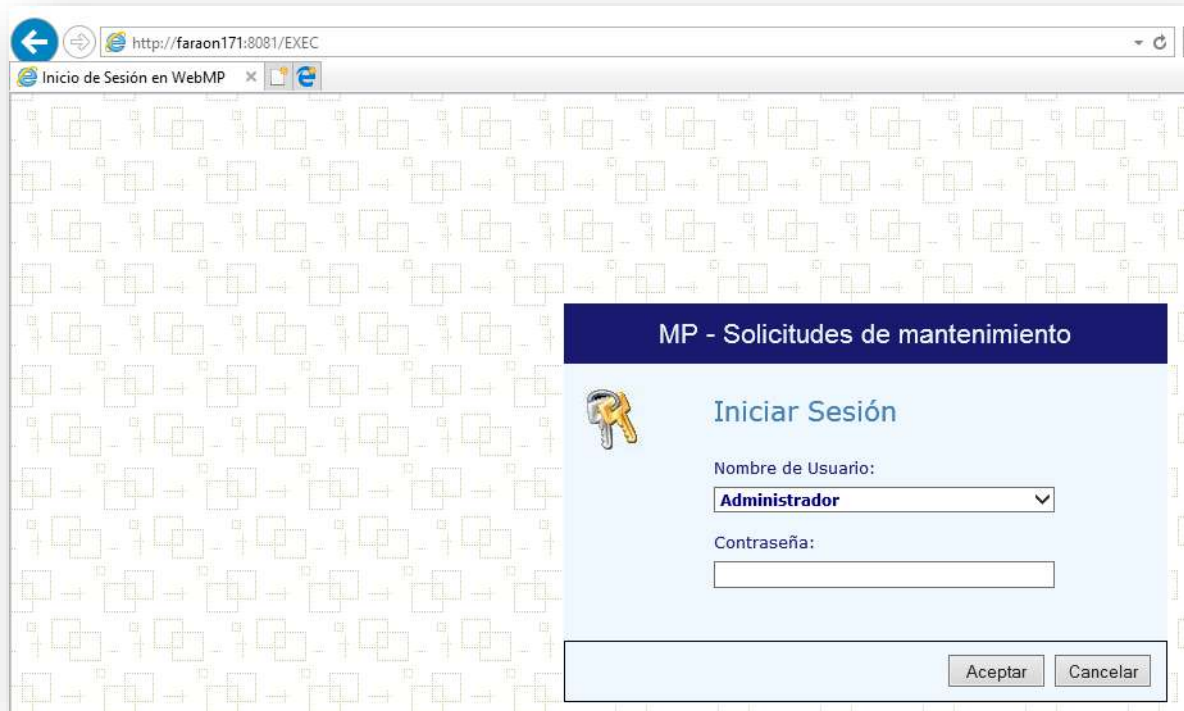 http://faraon171:8081/EXEC
Inicio de Sesión en WebMP
MP - Solicitudes de mantenimiento
Iniciar Sesión
Nombre de Usuario:
Administrador
Contraseña:
Aceptar Cancelar